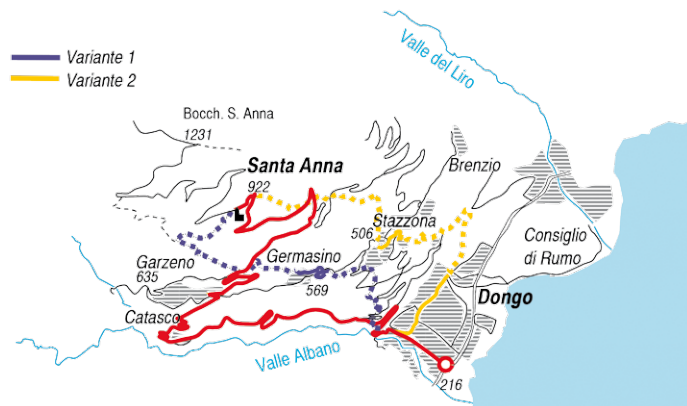 Variante 1
Variante 2
Valle del Liro
Bocch. S. Anna
1231
Santa Anna
922
Brenzio
Stazzona
506
Consiglio
di Rumo
Germasino
569
Garzeno
635
Dongo
Catasco
Valle Albano
216